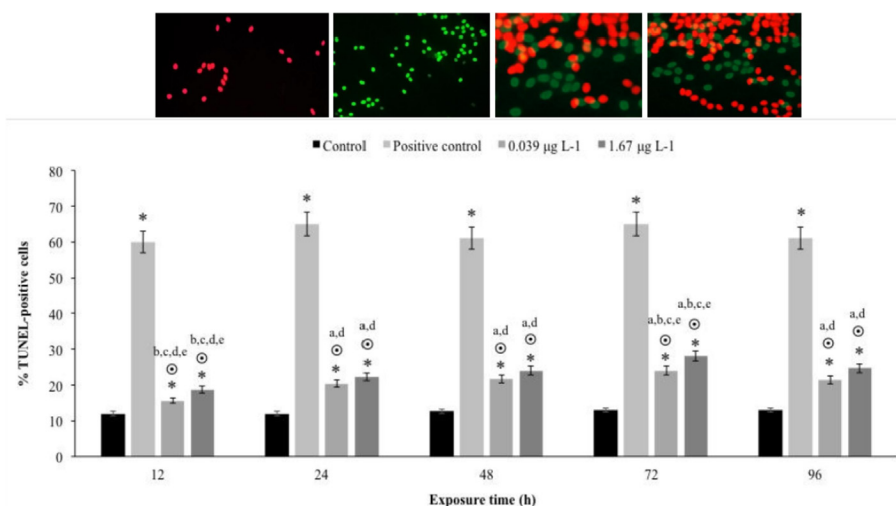 Control Positive control 0.039 µg L-1 1.67 µg L-1
% TUNEL-positive cells
80
70
60
50
40
30
20
10
0
*
*
*
*
*
b,c,d,e
⊙
*
b,c,d,e
⊙
*
a,d
⊙
*
a,d
⊙
*
a,d
⊙
*
a,d
⊙
*
a,b,c,e
⊙
*
a,b,c,e
⊙
*
a,d
⊙
*
a,d
⊙
*
12 24 48 72 96
Exposure time (h)